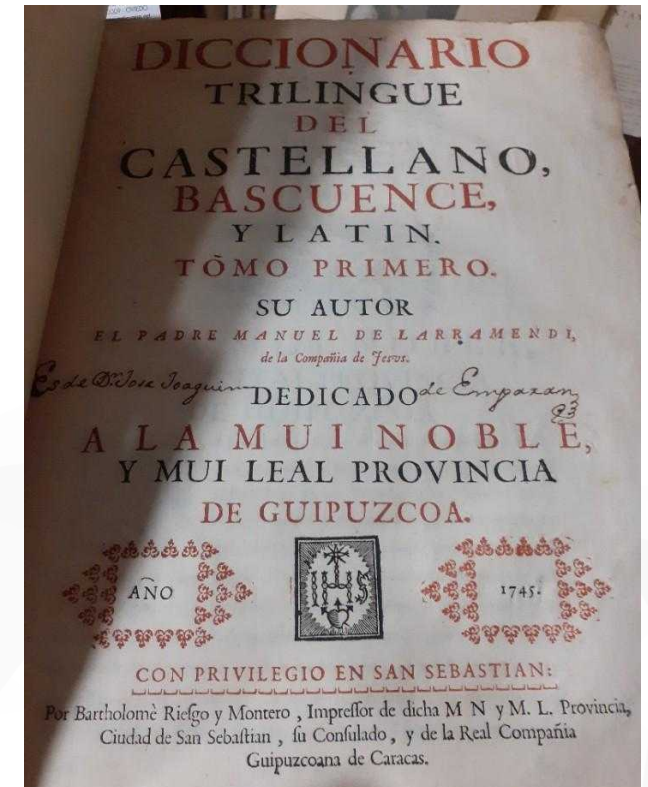 DICCIONARIO
TRILINGUE
DEL
CASTELLANO,
BASCUENCE,
Y LATIN.
TÕMO PRIMERO.
SU AUTOR
EL PADRE MANUEL DE LARRAMENDI,
de la Compañia de Jesvs.
Es de Dn. Jose Joaquin de Emparan
DEDICADO
A LA MUI NOBLE,
Y MUI LEAL PROVINCIA
DE GUIPUZCOA.
AÑO IHS 1745.
CON PRIVILEGIO EN SAN SEBASTIAN:
Por Bartholomè Rieſgo y Montero, Impreſſor de dicha M N y M. L. Provincia,
Ciudad de San Sebaſtian, ſu Conſulado, y de la Real Compañia
Guipuzcoana de Caracas.